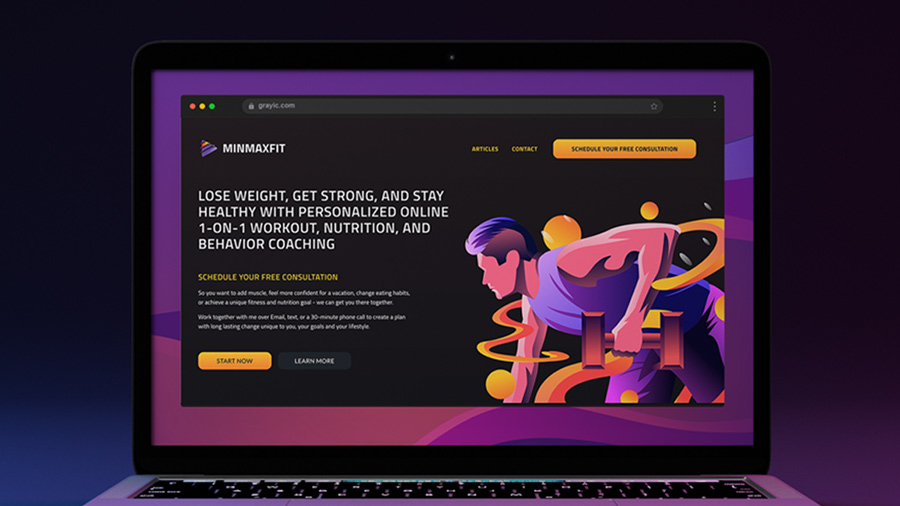 grayic.com
MINMAXFIT
ARTICLES CONTACT SCHEDULE YOUR FREE CONSULTATION
LOSE WEIGHT, GET STRONG, AND STAY
HEALTHY WITH PERSONALIZED ONLINE
1-ON-1 WORKOUT, NUTRITION, AND
BEHAVIOR COACHING
SCHEDULE YOUR FREE CONSULTATION
So you want to add muscle, feel more confident for a vacation, change eating habits,
or achieve a unique fitness and nutrition goal - we can get you there together.
Work together with me over Email, text, or a 30-minute phone call to create a plan
with long lasting change unique to you, your goals and your lifestyle.
START NOW LEARN MORE